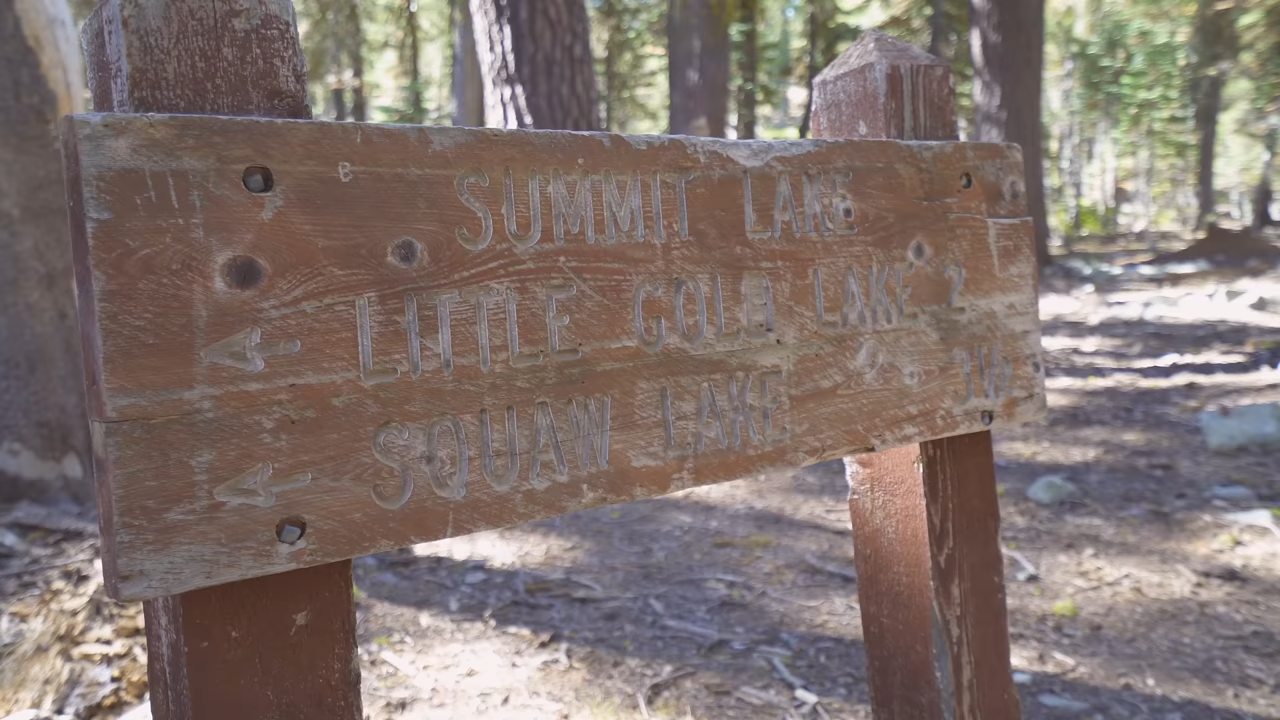 SUMMIT LAKE
← LITTLE GOLD LAKE 2
← SQUAW LAKE